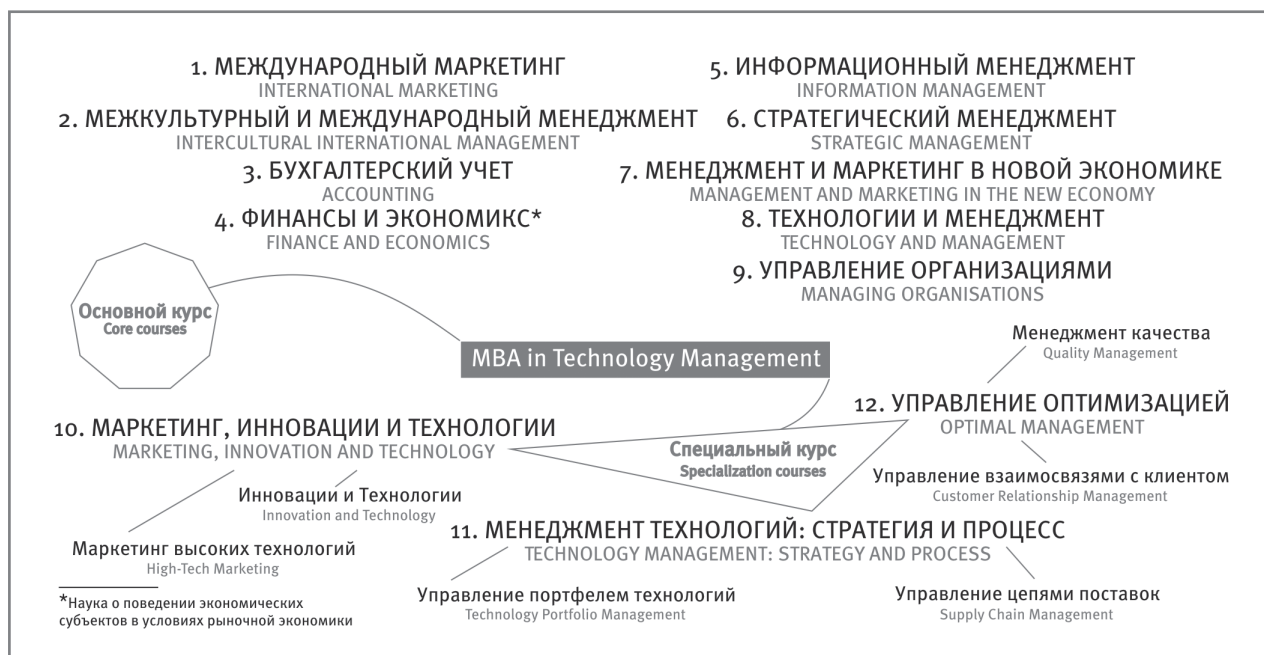 1. МЕЖДУНАРОДНЫЙ МАРКЕТИНГ
INTERNATIONAL MARKETING
2. МЕЖКУЛЬТУРНЫЙ И МЕЖДУНАРОДНЫЙ МЕНЕДЖМЕНТ
INTERCULTURAL INTERNATIONAL MANAGEMENT
3. БУХГАЛТЕРСКИЙ УЧЕТ
ACCOUNTING
4. ФИНАНСЫ И ЭКОНОМИКС*
FINANCE AND ECONOMICS
5. ИНФОРМАЦИОННЫЙ МЕНЕДЖМЕНТ
INFORMATION MANAGEMENT
6. СТРАТЕГИЧЕСКИЙ МЕНЕДЖМЕНТ
STRATEGIC MANAGEMENT
7. МЕНЕДЖМЕНТ И МАРКЕТИНГ В НОВОЙ ЭКОНОМИКЕ
MANAGEMENT AND MARKETING IN THE NEW ECONOMY
8. ТЕХНОЛОГИИ И МЕНЕДЖМЕНТ
TECHNOLOGY AND MANAGEMENT
9. УПРАВЛЕНИЕ ОРГАНИЗАЦИЯМИ
MANAGING ORGANISATIONS
Основной курс
Core courses
MBA in Technology Management
Менеджмент качества
Quality Management
12. УПРАВЛЕНИЕ ОПТИМИЗАЦИЕЙ
OPTIMAL MANAGEMENT
Управление взаимосвязями с клиентом
Customer Relationship Management
10. МАРКЕТИНГ, ИННОВАЦИИ И ТЕХНОЛОГИИ
MARKETING, INNOVATION AND TECHNOLOGY
Специальный курс
Specialization courses
Инновации и Технологии
Innovation and Technology
Маркетинг высоких технологий
High-Tech Marketing
11. МЕНЕДЖМЕНТ ТЕХНОЛОГИЙ: СТРАТЕГИЯ И ПРОЦЕСС
TECHNOLOGY MANAGEMENT: STRATEGY AND PROCESS
Управление портфелем технологий
Technology Portfolio Management
Управление цепями поставок
Supply Chain Management
*Наука о поведении экономических
субъектов в условиях рыночной экономики